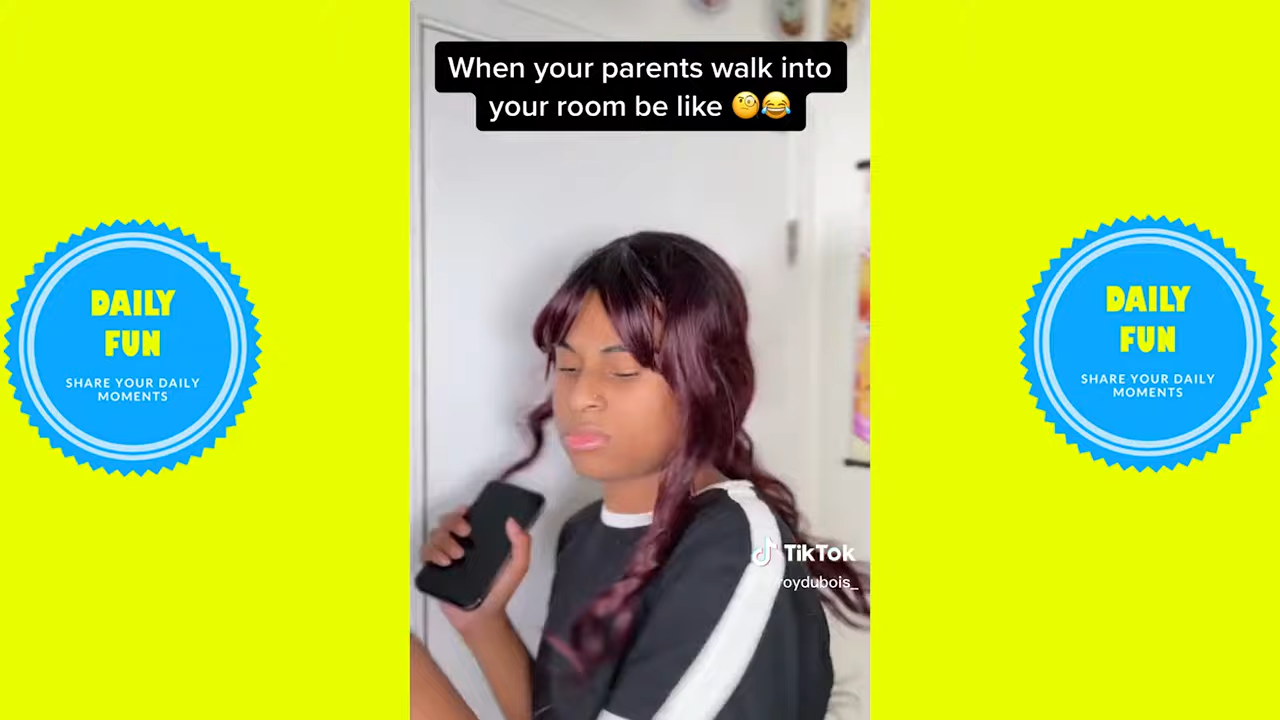 When your parents walk into
your room be like 🧐😂
DAILY
FUN
SHARE YOUR DAILY
MOMENTS
DAILY
FUN
SHARE YOUR DAILY
MOMENTS
TikTok
roydubois_